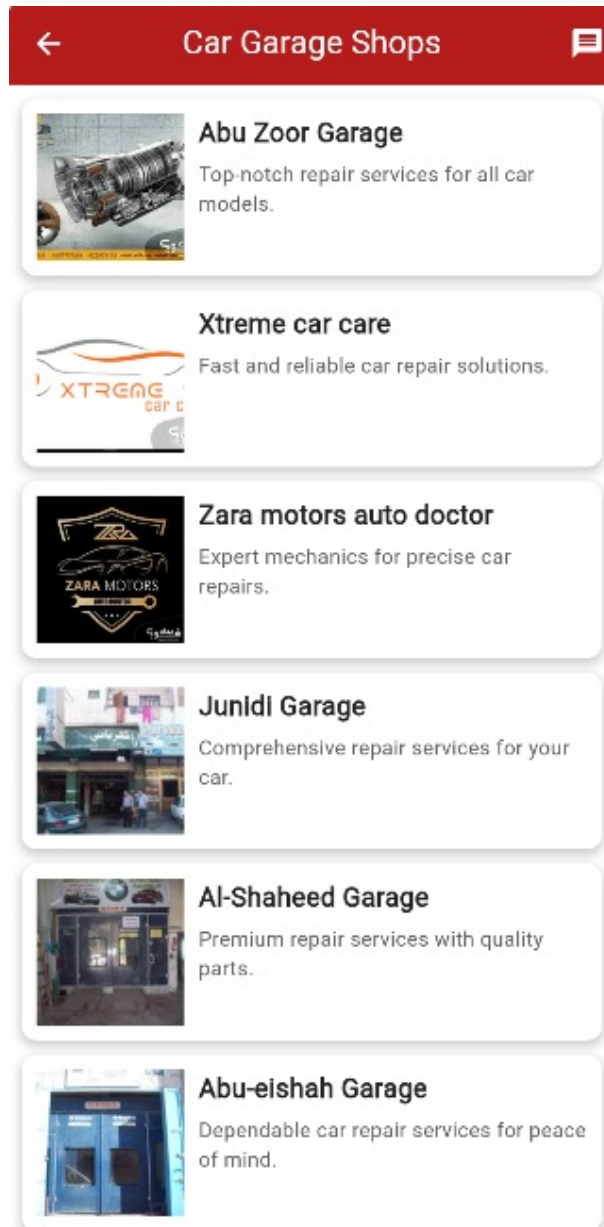 Car Garage Shops
Abu Zoor Garage
Top-notch repair services for all car
models.
Xtreme car care
Fast and reliable car repair solutions.
XTREME
car c
Zara motors auto doctor
Expert mechanics for precise car
repairs.
ZARA MOTORS
Junidi Garage
Comprehensive repair services for your
car.
Al-Shaheed Garage
Premium repair services with quality
parts.
Abu-eishah Garage
Dependable car repair services for peace
of mind.